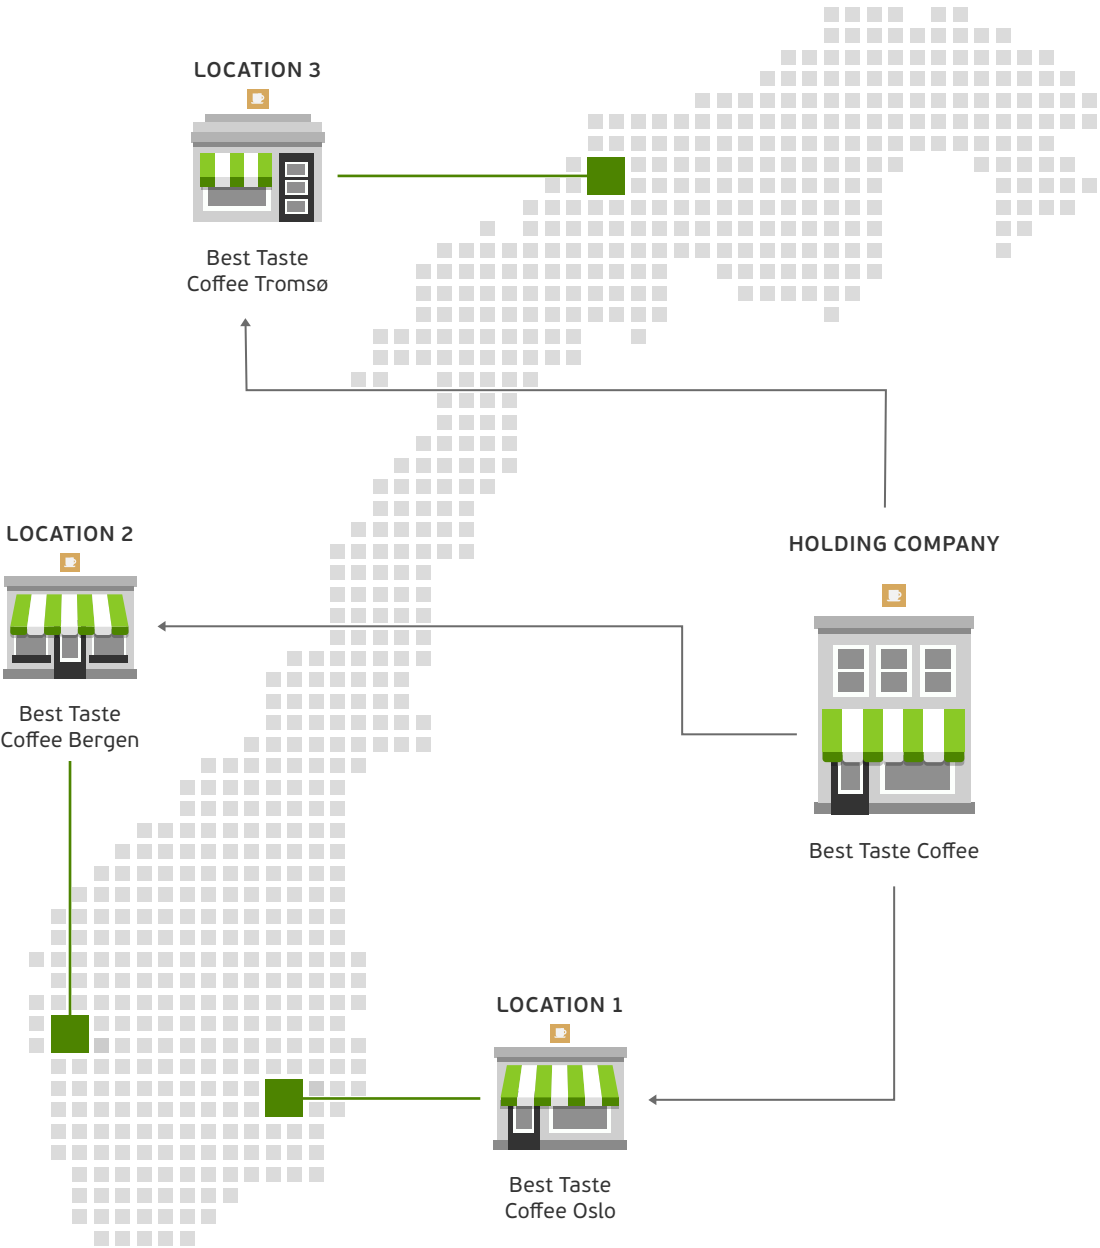 LOCATION 3
Best Taste
Coffee Tromsø
LOCATION 2
Best Taste
Coffee Bergen
HOLDING COMPANY
Best Taste Coffee
LOCATION 1
Best Taste
Coffee Oslo